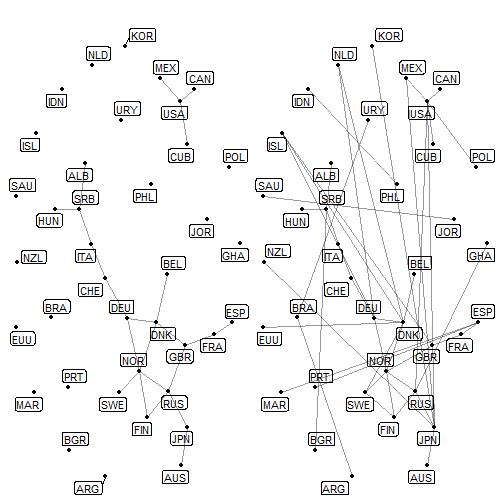 KOR
NLD
MEX
CAN
IDN
URY
USA
ISL
CUB
POL
ALB
SAU
SRB
PHL
HUN
JOR
ITA
GHA
NZL
BEL
CHE
BRA
DEU
ESP
EUU
DNK
FRA
GBR
NOR
PRT
MAR
SWE
RUS
FIN
BGR
JPN
AUS
ARG
KOR
NLD
MEX
CAN
IDN
URY
USA
ISL
CUB
POL
ALB
SAU
SRB
PHL
HUN
JOR
ITA
GHA
NZL
BEL
CHE
BRA
DEU
ESP
EUU
DNK
FRA
GBR
NOR
PRT
MAR
SWE
RUS
FIN
BGR
JPN
AUS
ARG